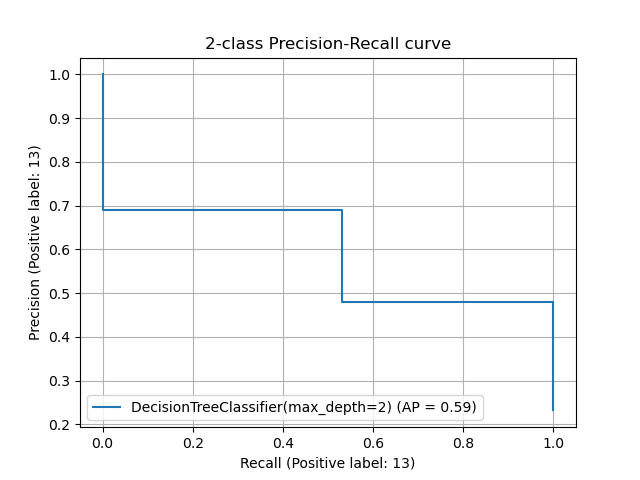 2-class Precision-Recall curve
1.0
0.9
0.8
0.7
0.6
0.5
0.4
0.3
0.2
Precision (Positive label: 13)
DecisionTreeClassifier(max_depth=2) (AP = 0.59)
0.0 0.2 0.4 0.6 0.8 1.0
Recall (Positive label: 13)